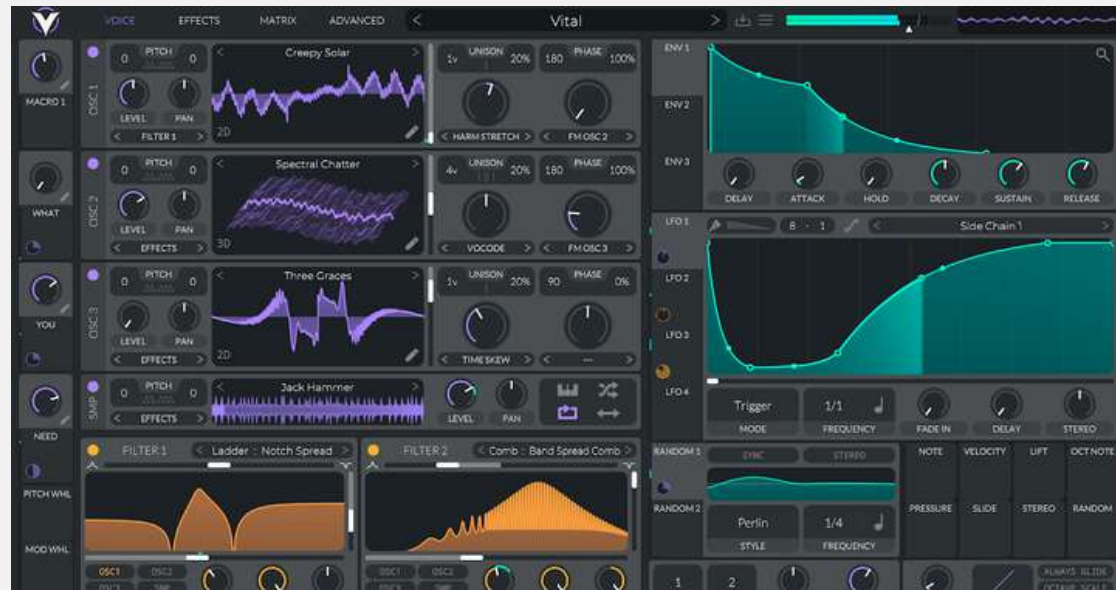 VOICE EFFECTS MATRIX ADVANCED < Vital >
MACRO 1
WHAT
YOU
NEED
PITCH WHL
MOD WHL
OSC 1
0 PITCH 0
LEVEL PAN
< FILTER 1 >
< Creepy Solar >
2D
1v UNISON 20% 180 PHASE 100%
< HARM STRETCH > < FM OSC 2 >
OSC 2
0 PITCH 0
LEVEL PAN
< EFFECTS >
< Spectral Chatter >
3D
4v UNISON 20% 180 PHASE 100%
< VOCODE > < FM OSC 3 >
OSC 3
0 PITCH 0
LEVEL PAN
< EFFECTS >
< Three Graces >
2D
1v UNISON 20% 90 PHASE 0%
< TIME SKEW > < --- >
SMP
0 PITCH 0
< EFFECTS >
< Jack Hammer >
LEVEL PAN
FILTER 1 < Ladder : Notch Spread >
OSC1 OSC2
OSC3 SMP
FILTER 2 < Comb : Band Spread Comb >
OSC1 OSC2
OSC3 SMP
ENV 1
ENV 2
ENV 3
DELAY ATTACK HOLD DECAY SUSTAIN RELEASE
LFO 1
LFO 2
LFO 3
LFO 4
8 - 1 < Side Chain 1 >
Trigger 1/1
MODE FREQUENCY FADE IN DELAY STEREO
RANDOM 1
RANDOM 2
SYNC STEREO
Perlin 1/4
STYLE FREQUENCY
NOTE VELOCITY LIFT OCT NOTE
PRESSURE SLIDE STEREO RANDOM
1 2
ALWAYS GLIDE
OCTAVE SCALE